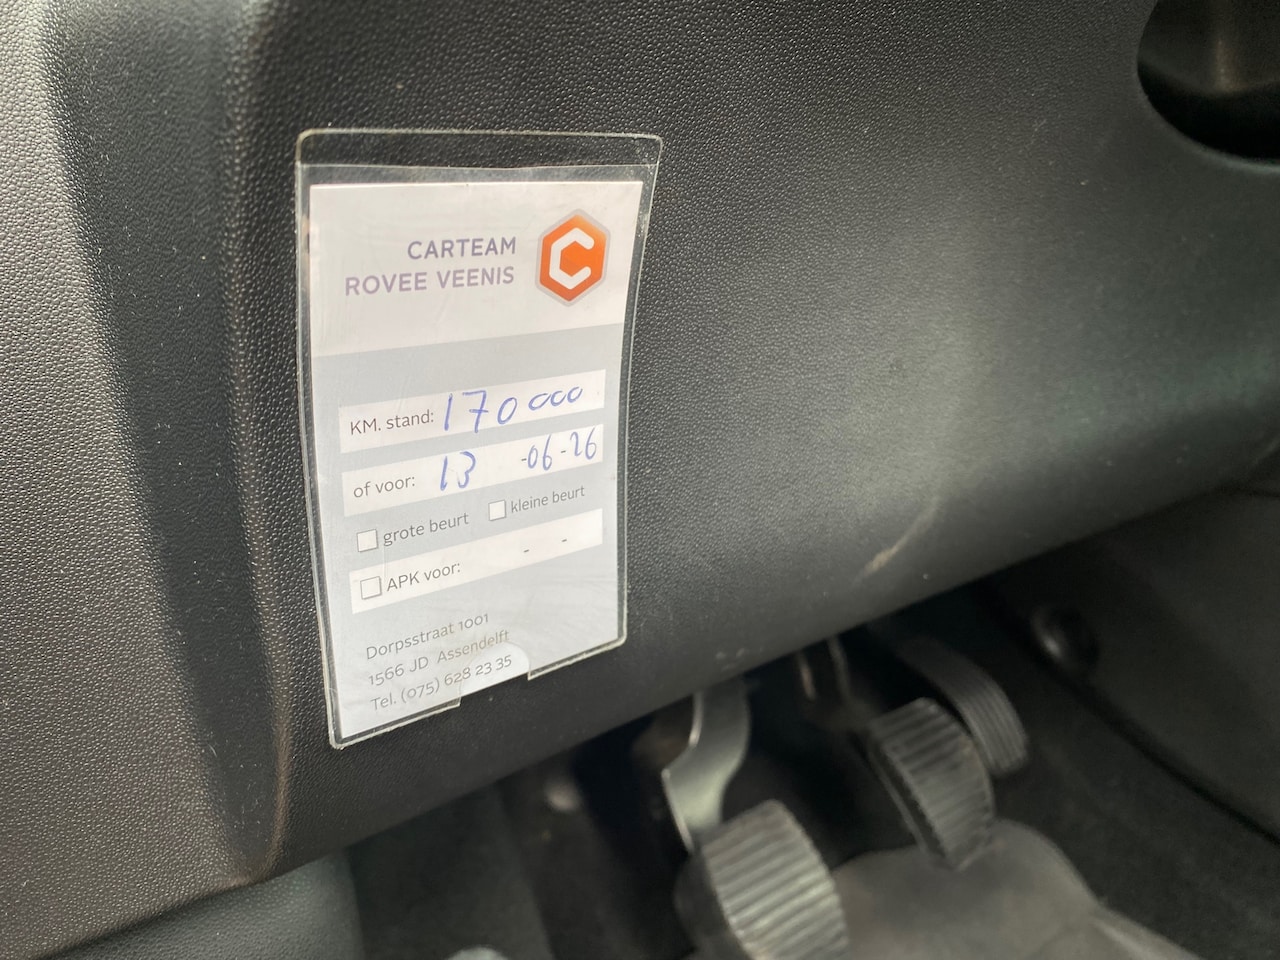 CARTEAM
ROVEE VEENIS
C
KM. stand: 170 000
of voor: 13 -06-26
grote beurt kleine beurt
APK voor: - -
Dorpsstraat 1001
1566 JD Assendelft
Tel. (075) 628 23 35